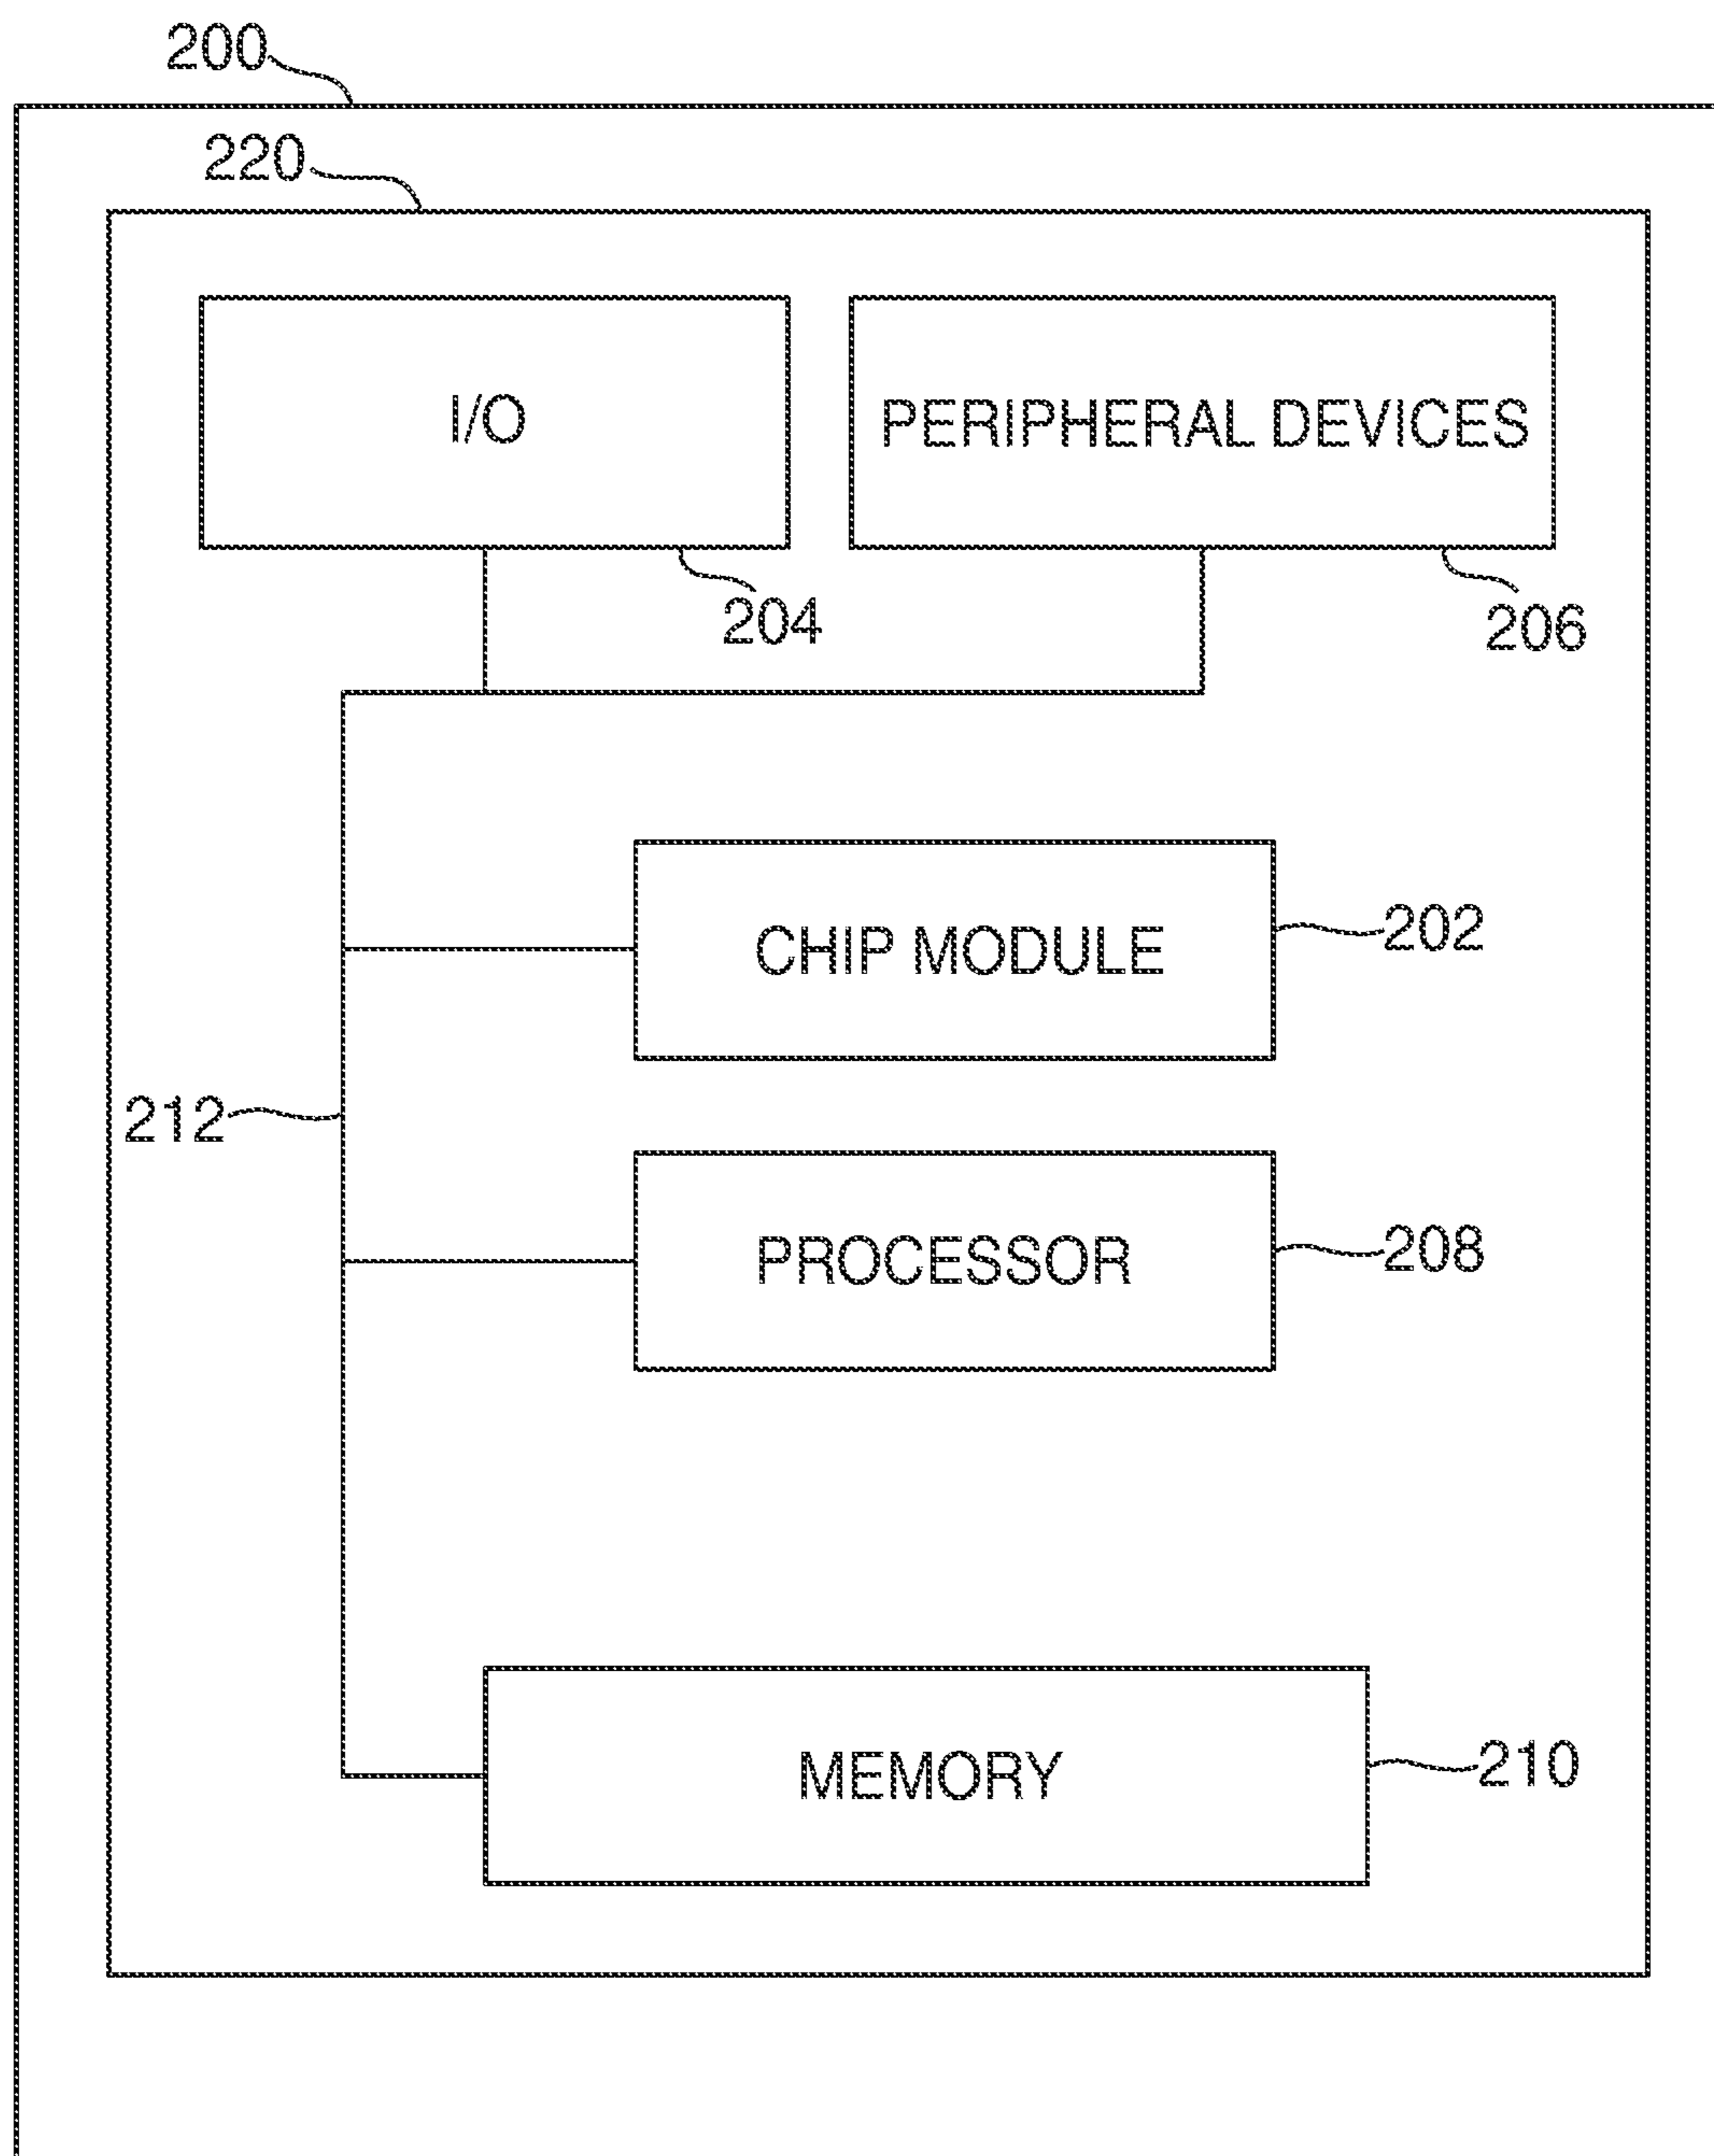 200
220
I/O
PERIPHERAL DEVICES
204
206
CHIP MODULE
202
212
PROCESSOR
208
MEMORY
210